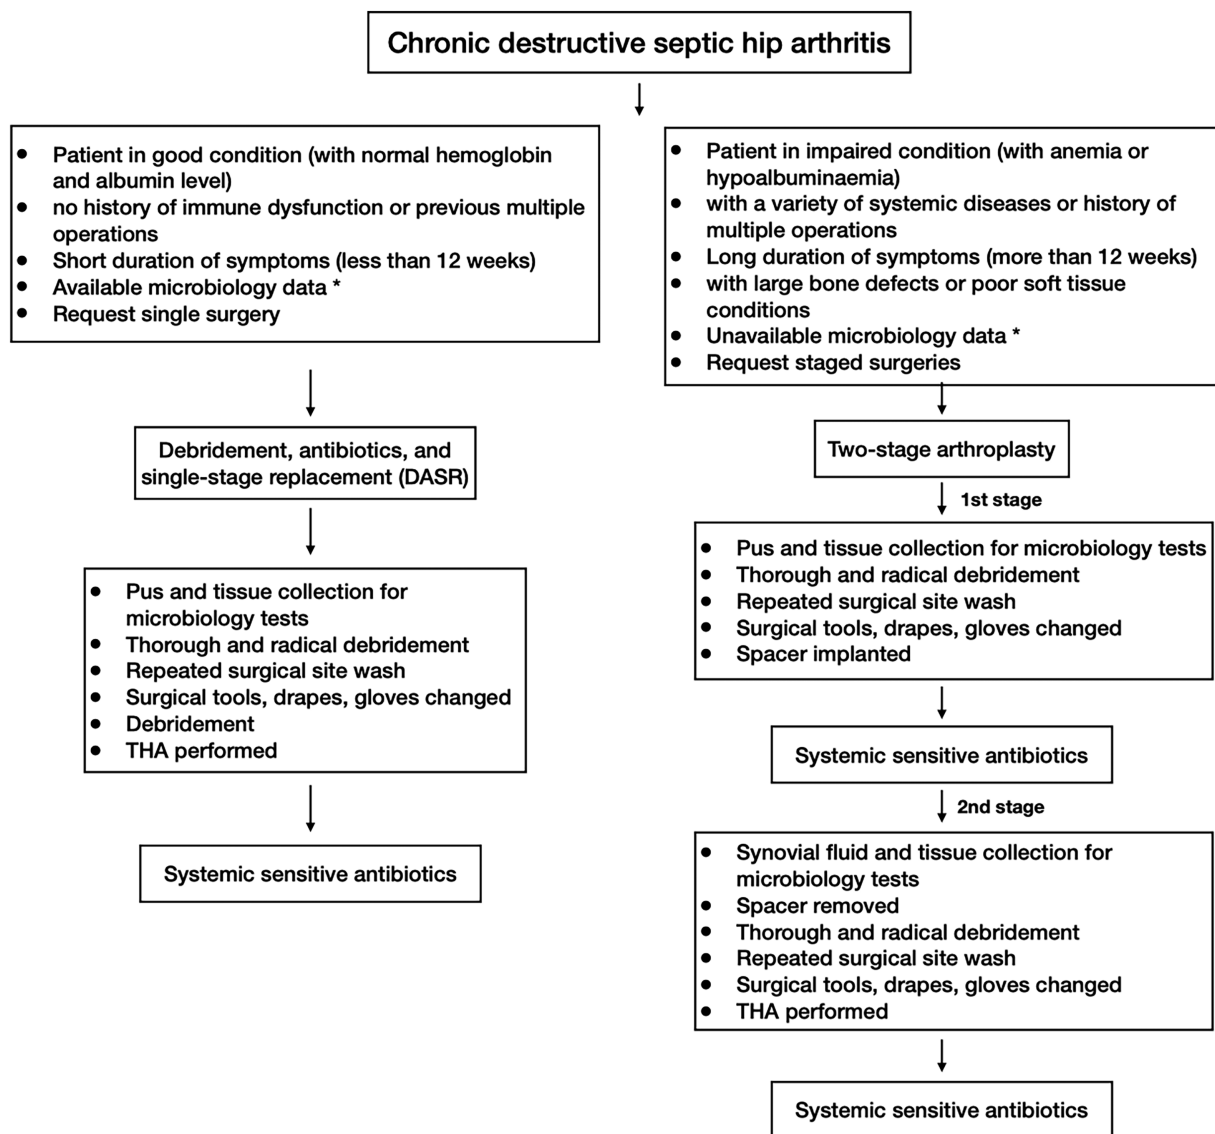 Chronic destructive septic hip arthritis
● Patient in good condition (with normal hemoglobin
and albumin level)
● no history of immune dysfunction or previous multiple
operations
● Short duration of symptoms (less than 12 weeks)
● Available microbiology data *
● Request single surgery
Debridement, antibiotics, and
single-stage replacement (DASR)
● Pus and tissue collection for
microbiology tests
● Thorough and radical debridement
● Repeated surgical site wash
● Surgical tools, drapes, gloves changed
● Debridement
● THA performed
Systemic sensitive antibiotics
● Patient in impaired condition (with anemia or
hypoalbuminaemia)
● with a variety of systemic diseases or history of
multiple operations
● Long duration of symptoms (more than 12 weeks)
● with large bone defects or poor soft tissue
conditions
● Unavailable microbiology data *
● Request staged surgeries
Two-stage arthroplasty
1st stage
● Pus and tissue collection for microbiology tests
● Thorough and radical debridement
● Repeated surgical site wash
● Surgical tools, drapes, gloves changed
● Spacer implanted
Systemic sensitive antibiotics
2nd stage
● Synovial fluid and tissue collection for
microbiology tests
● Spacer removed
● Thorough and radical debridement
● Repeated surgical site wash
● Surgical tools, drapes, gloves changed
● THA performed
Systemic sensitive antibiotics